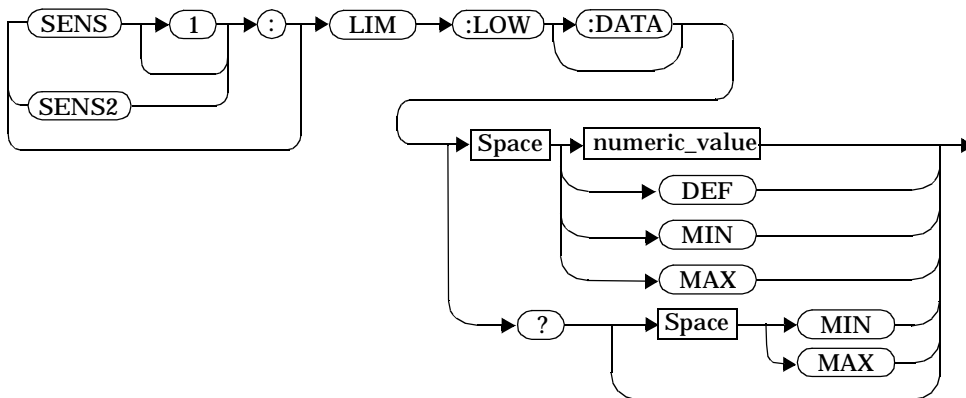 SENS 1 : LIM :LOW :DATA
SENS2
Space numeric_value
DEF
MIN
MAX
? Space MIN
MAX